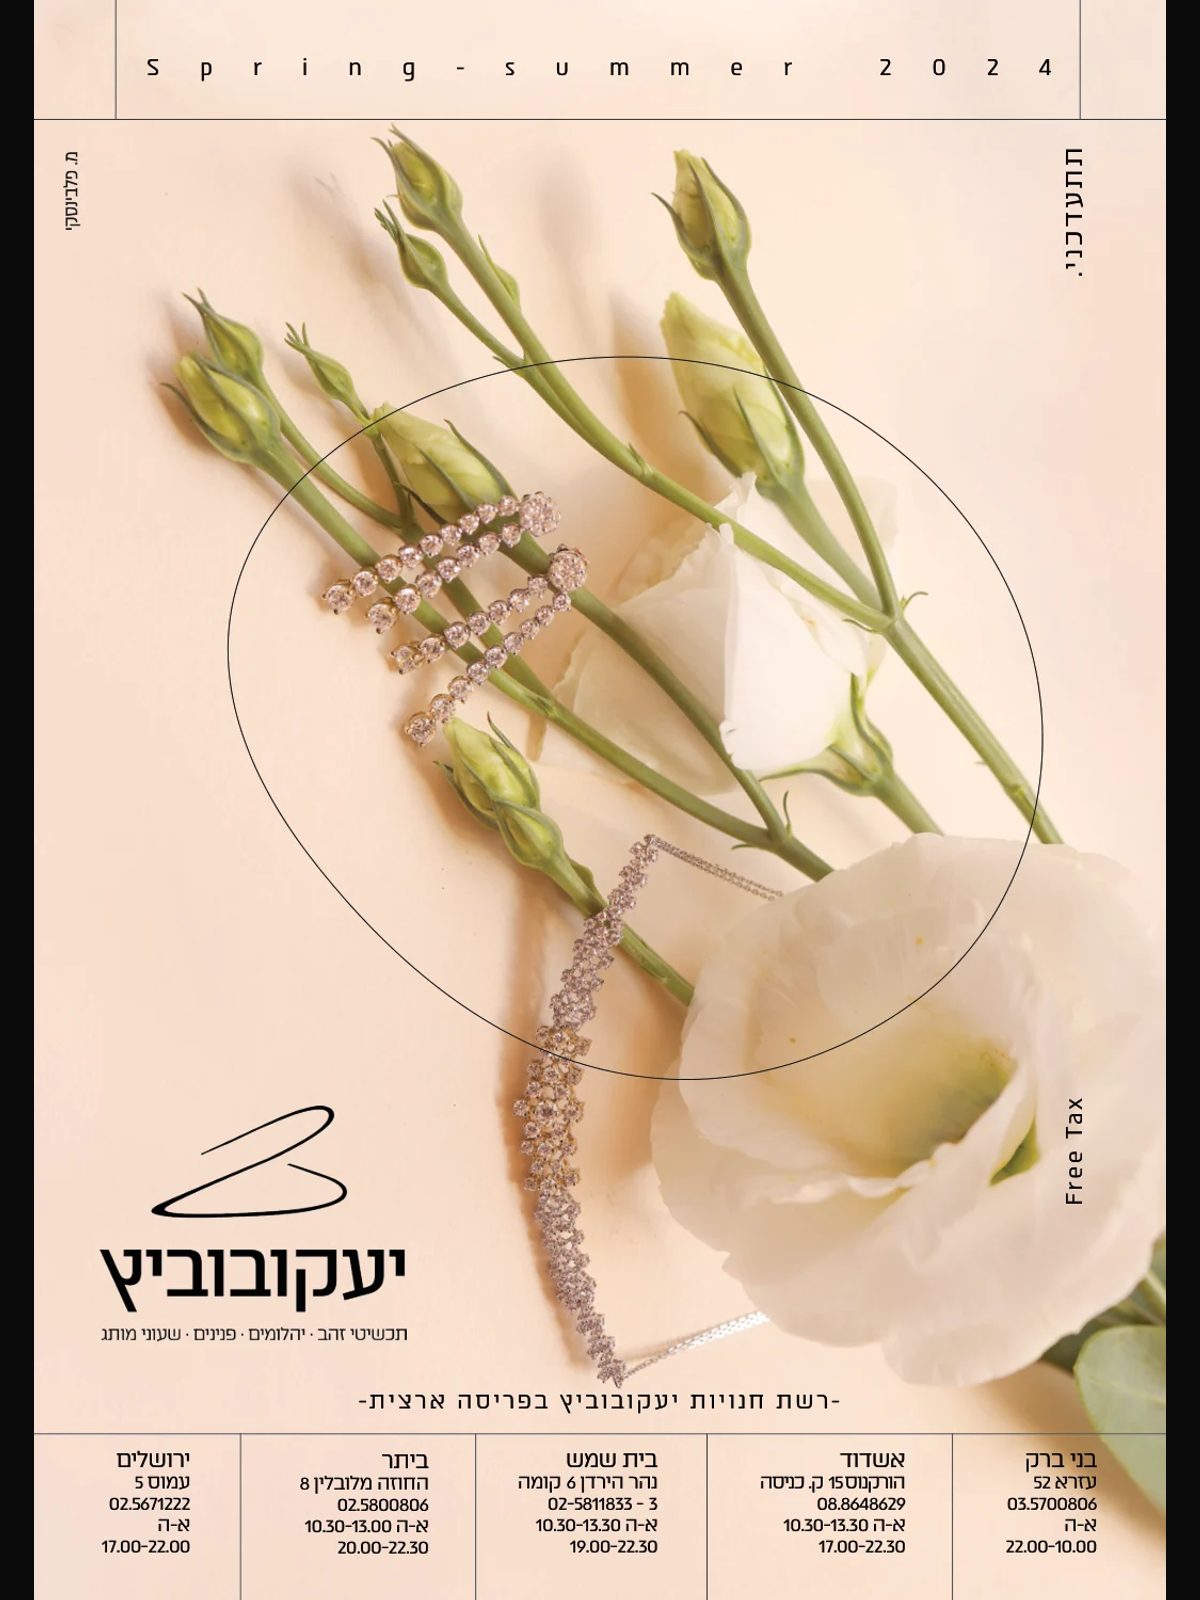 Spring-summer 2024
תתעדכני.
מ. פלבינסקי
Free Tax
יעקובוביץ
תכשיטי זהב · יהלומים · פנינים · שעוני מותג
-רשת חנויות יעקובוביץ בפריסה ארצית-
בני ברק
עזרא 52
03.5700806
א-ה
22.00-10.00
אשדוד
הורקנוס15 ק. כניסה
08.8648629
א-ה 10.30-13.30
17.00-22.30
בית שמש
נהר הירדן 6 קומה
3 - 02-5811833
א-ה 10.30-13.30
19.00-22.30
ביתר
החוזה מלובלין 8
02.5800806
א-ה 10.30-13.00
20.00-22.30
ירושלים
עמוס 5
02.5671222
א-ה
17.00-22.00